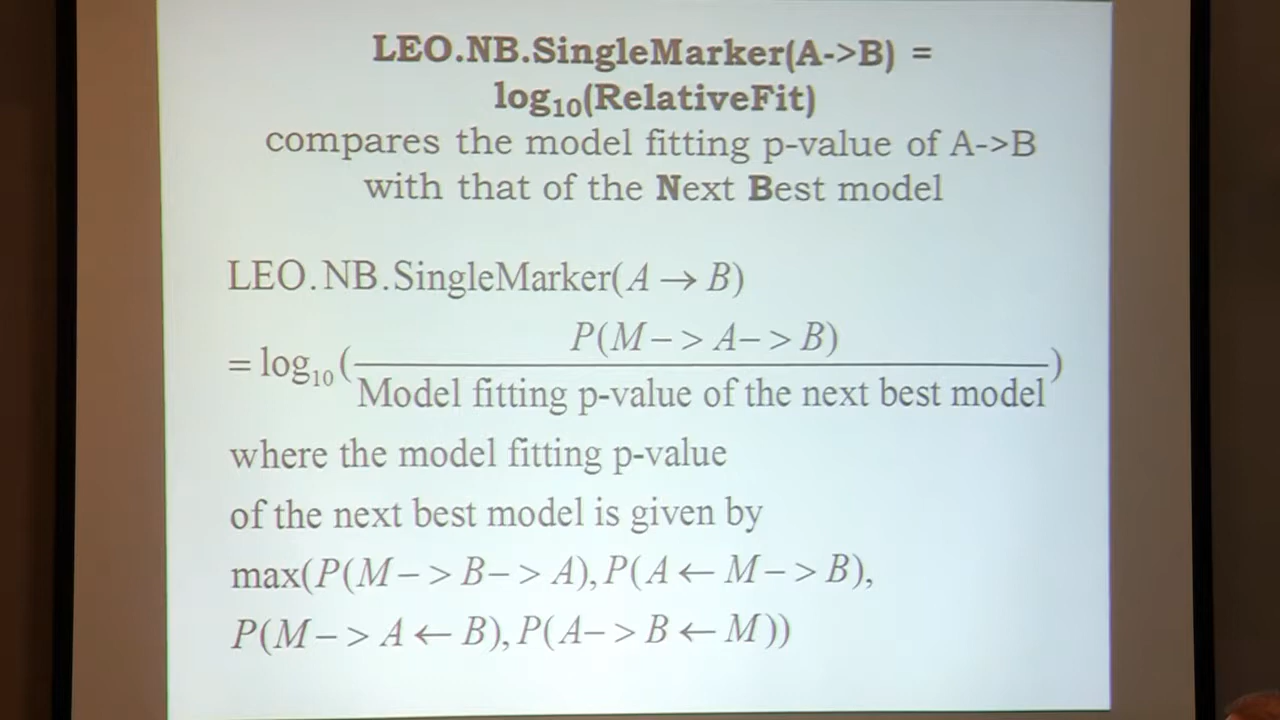 LEO.NB.SingleMarker(A->B) =
log10(RelativeFit)
compares the model fitting p-value of A->B
with that of the Next Best model
LEO.NB.SingleMarker(A → B)
P(M− > A− > B)
= log10( )
Model fitting p-value of the next best model
where the model fitting p-value
of the next best model is given by
max(P(M− > B− > A), P(A ← M− > B),
P(M− > A ← B), P(A− > B ← M))